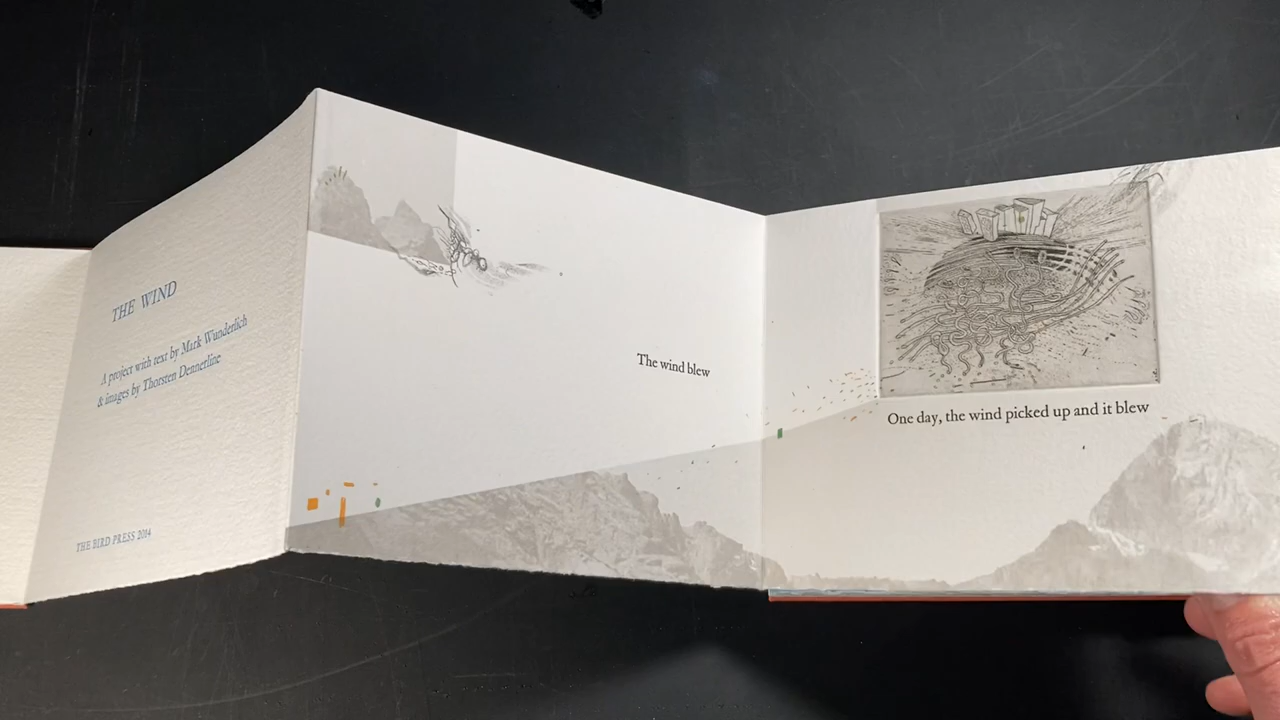 THE WIND
A project with text by Mark Wunderlich
& images by Thorsten Dennerline
THE BIRD PRESS 2014
The wind blew
One day, the wind picked up and it blew